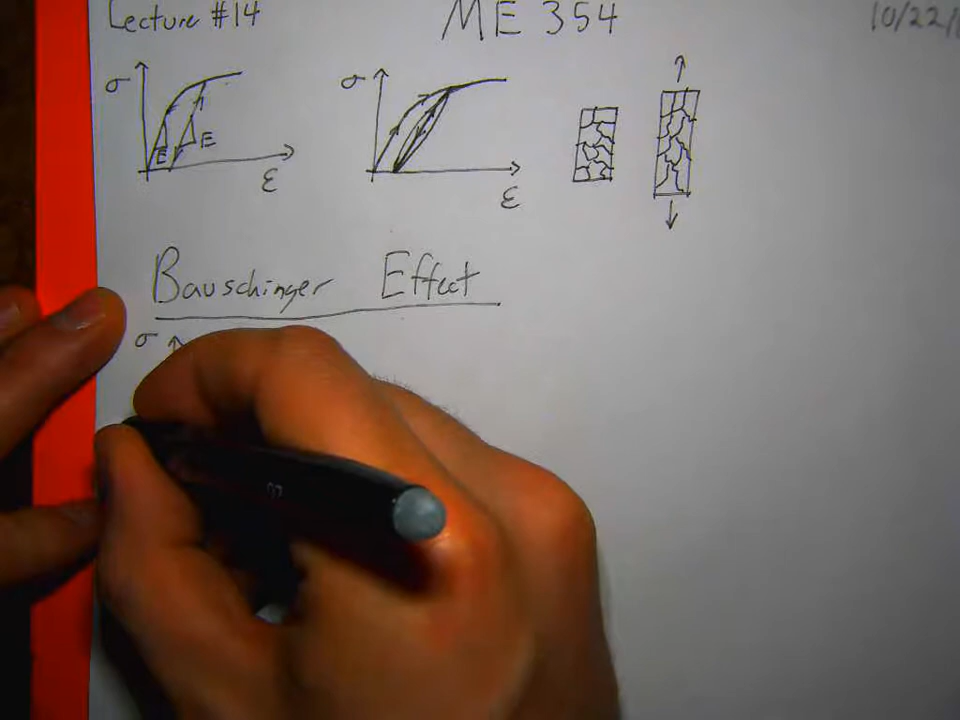 Lecture #14 ME 354 10/22/
σ σ
E E
ε ε
Bauschinger Effect
σ